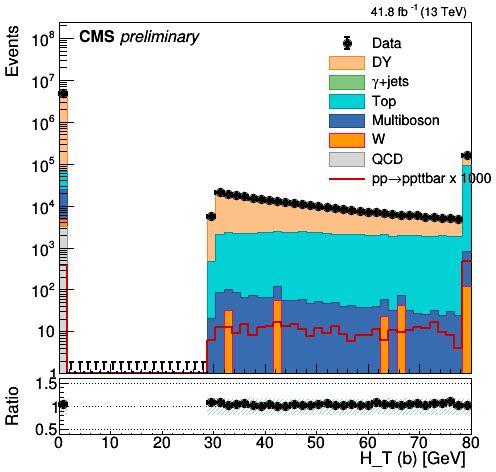 41.8 fb⁻¹ (13 TeV)
CMS preliminary
Events
10⁸
10⁷
10⁶
10⁵
10⁴
10³
10²
10
1
Data
DY
γ+jets
Top
Multiboson
W
QCD
pp→ppttbar x 1000
Ratio
1.5
1
0.5
0 10 20 30 40 50 60 70 80
H_T (b) [GeV]